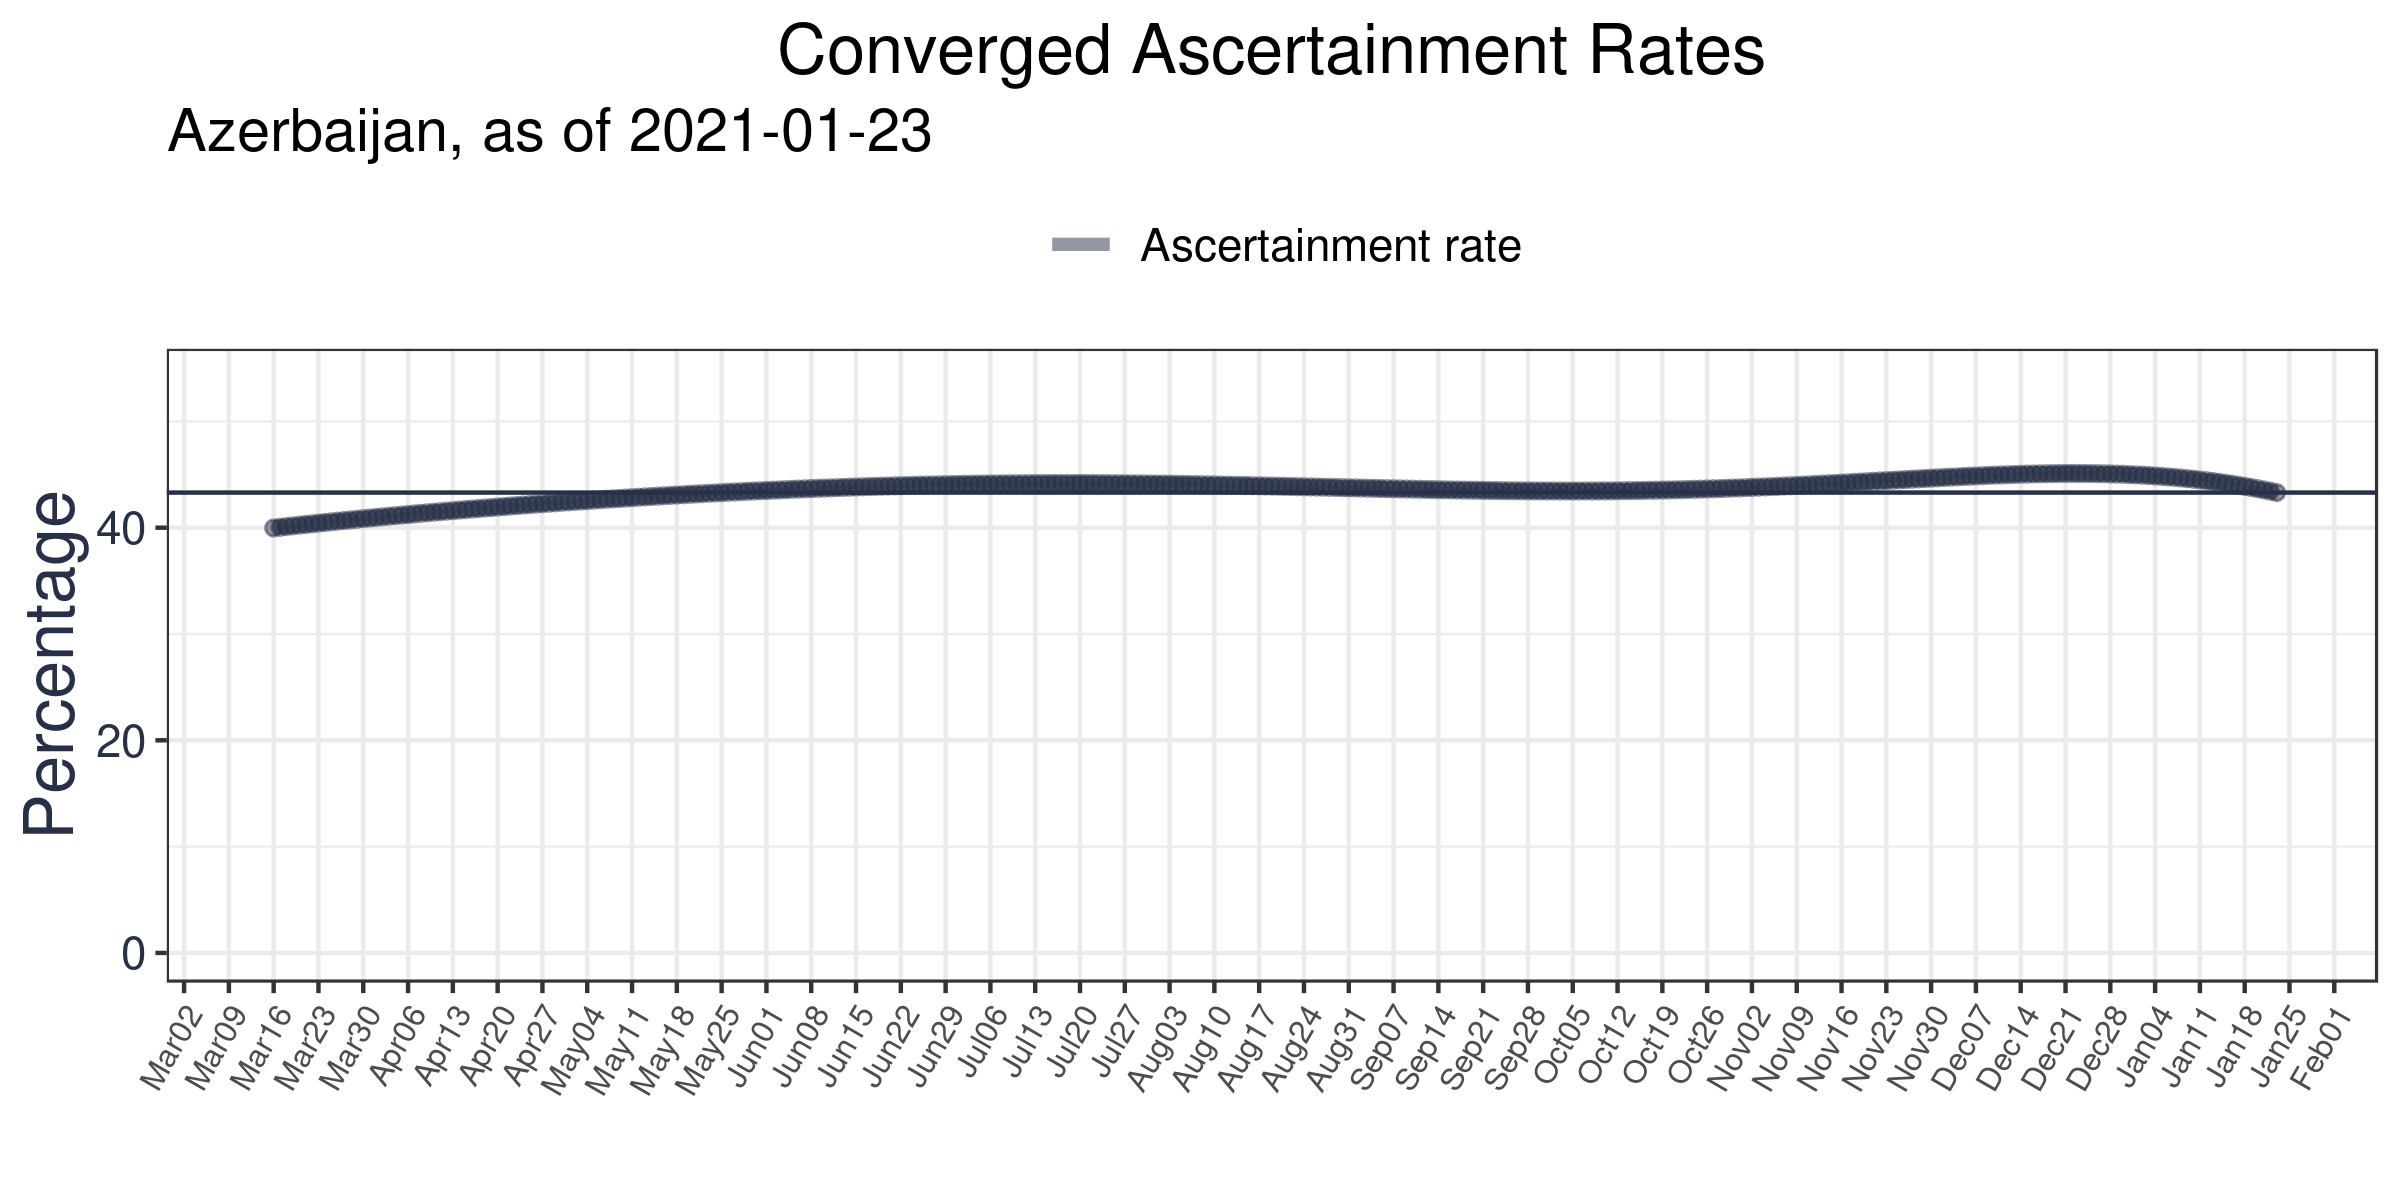 Converged Ascertainment Rates
Azerbaijan, as of 2021-01-23
Ascertainment rate
Percentage
40
20
0
Mar02 Mar09 Mar16 Mar23 Mar30 Apr06 Apr13 Apr20 Apr27 May04 May11 May18 May25 Jun01 Jun08 Jun15 Jun22 Jun29 Jul06 Jul13 Jul20 Jul27 Aug03 Aug10 Aug17 Aug24 Aug31 Sep07 Sep14 Sep21 Sep28 Oct05 Oct12 Oct19 Oct26 Nov02 Nov09 Nov16 Nov23 Nov30 Dec07 Dec14 Dec21 Dec28 Jan04 Jan11 Jan18 Jan25 Feb01